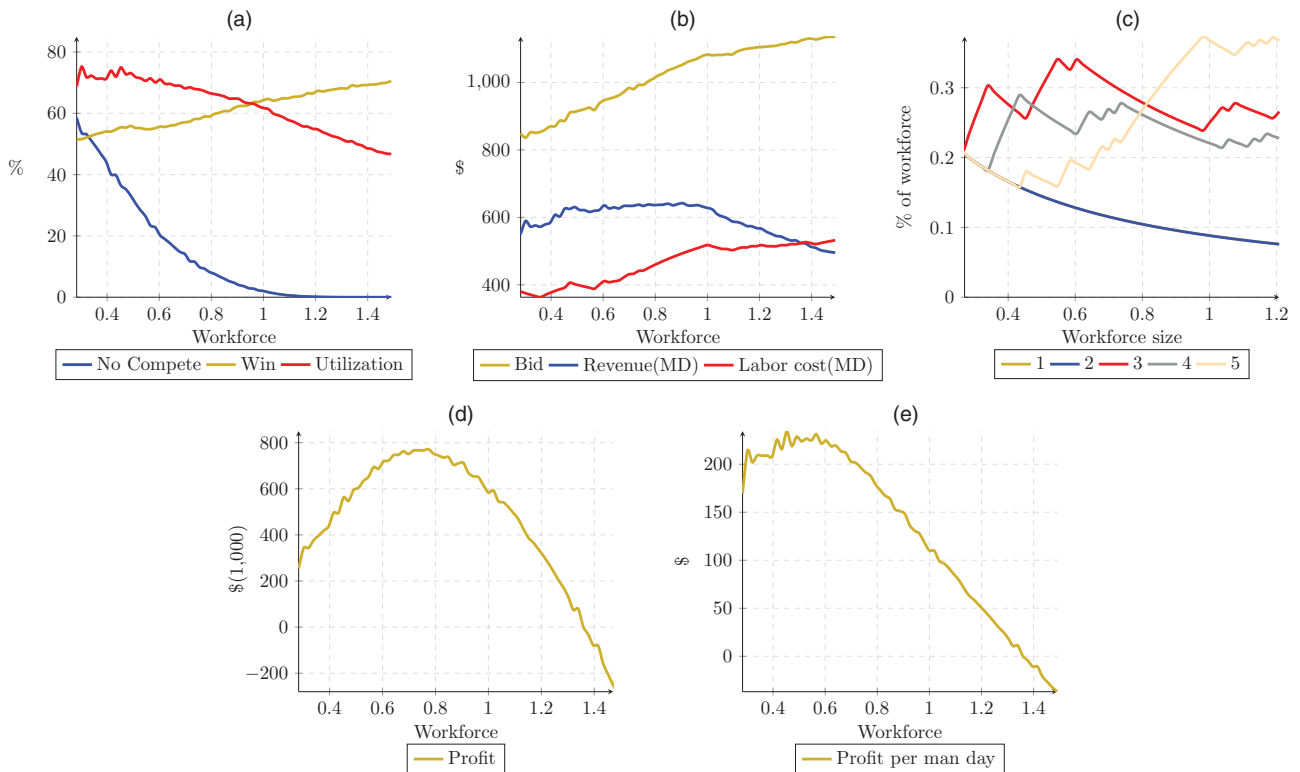 (a)
80
60
%
40
20
0
0.4 0.6 0.8 1 1.2 1.4
Workforce
No Compete Win Utilization
(b)
1,000
800
$
600
400
0.4 0.6 0.8 1 1.2 1.4
Workforce
Bid Revenue(MD) Labor cost(MD)
(c)
0.3
% of workforce
0.2
0.1
0
0.4 0.6 0.8 1 1.2
Workforce size
1 2 3 4 5
(d)
800
600
400
$(1,000)
200
0
−200
0.4 0.6 0.8 1 1.2 1.4
Workforce
Profit
(e)
200
150
$
100
50
0
0.4 0.6 0.8 1 1.2 1.4
Workforce
Profit per man day